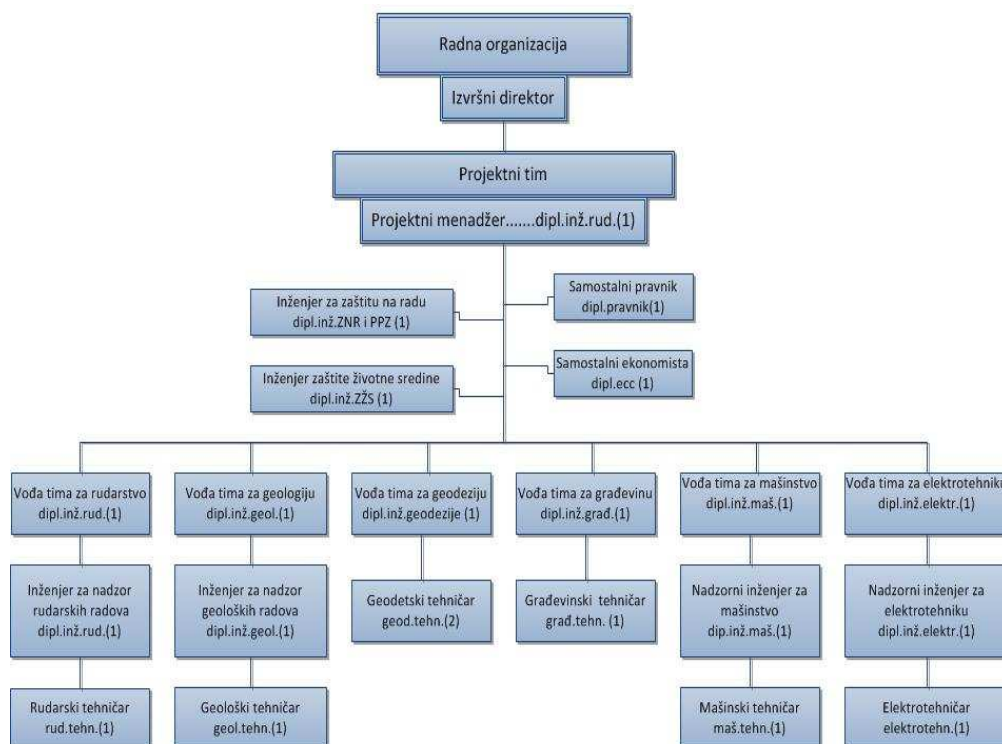 Radna organizacija
Izvršni direktor
Projektni tim
Projektni menadžer.......dipl.inž.rud.(1)
Inženjer za zaštitu na radu
dipl.inž.ZNR i PPZ (1)
Samostalni pravnik
dipl.pravnik(1)
Inženjer zaštite životne sredine
dipl.inž.ZŽS (1)
Samostalni ekonomista
dipl.ecc (1)
Vođa tima za rudarstvo
dipl.inž.rud.(1)
Vođa tima za geologiju
dipl.inž.geol.(1)
Vođa tima za geodeziju
dipl.inž.geodezije (1)
Vođa tima za građevinu
dipl.inž.građ.(1)
Vođa tima za mašinstvo
dipl.inž.maš.(1)
Vođa tima za elektrotehniku
dipl.inž.elektr.(1)
Inženjer za nadzor
rudarskih radova
dipl.inž.rud.(1)
Inženjer za nadzor
geoloških radova
dipl.inž.geol.(1)
Geodetski tehničar
geod.tehn.(2)
Građevinski tehničar
građ.tehn. (1)
Nadzorni inženjer za
mašinstvo
dip.inž.maš.(1)
Nadzorni inženjer za
elektrotehniku
dipl.inž.elektr.(1)
Rudarski tehničar
rud.tehn.(1)
Geološki tehničar
geol.tehn.(1)
Mašinski tehničar
maš.tehn.(1)
Elektrotehničar
elektrotehn.(1)